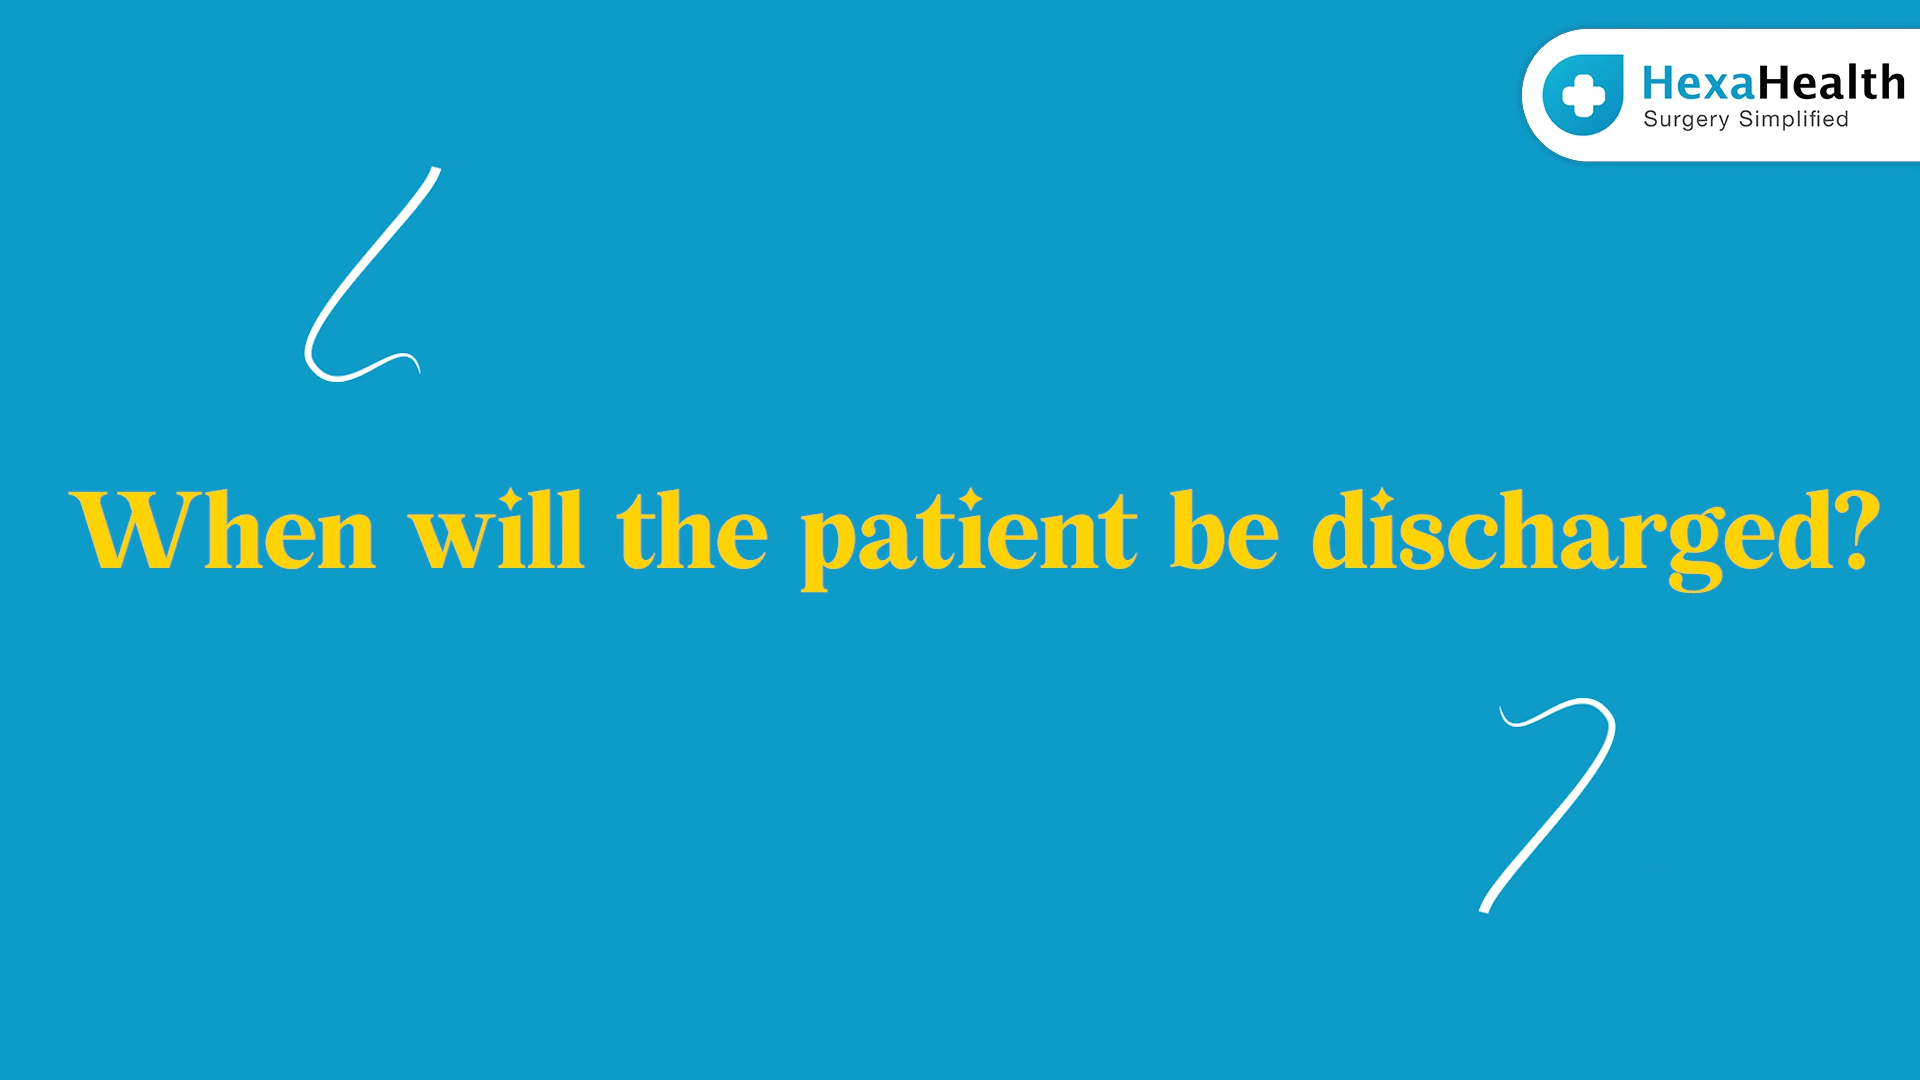 HexaHealth
Surgery Simplified
When will the patient be discharged?